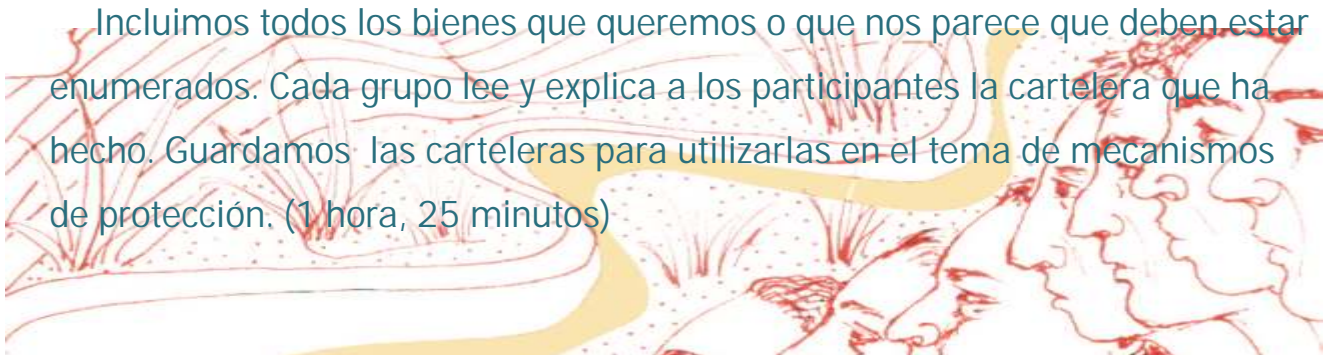 Incluimos todos los bienes que queremos o que nos parece que deben estar
enumerados. Cada grupo lee y explica a los participantes la cartelera que ha
hecho. Guardamos las carteleras para utilizarlas en el tema de mecanismos
de protección. (1 hora, 25 minutos)